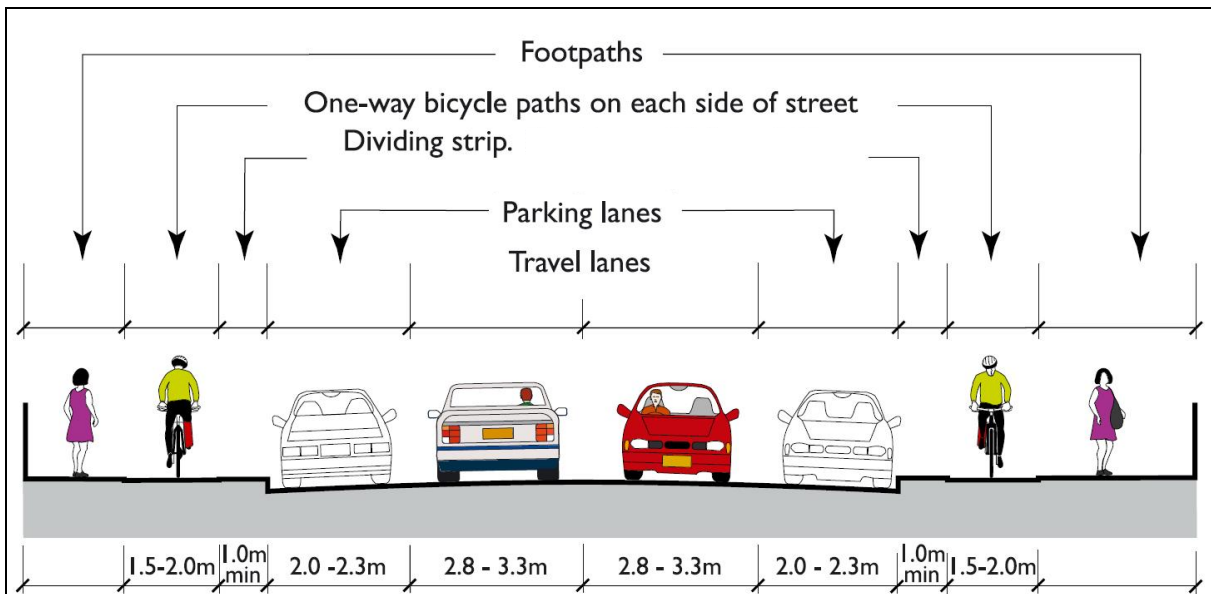 Footpaths
One-way bicycle paths on each side of street
Dividing strip.
Parking lanes
Travel lanes
1.5-2.0m
1.0m
min
2.0 -2.3m
2.8 - 3.3m
2.8 - 3.3m
2.0 - 2.3m
1.0m
min
1.5-2.0m